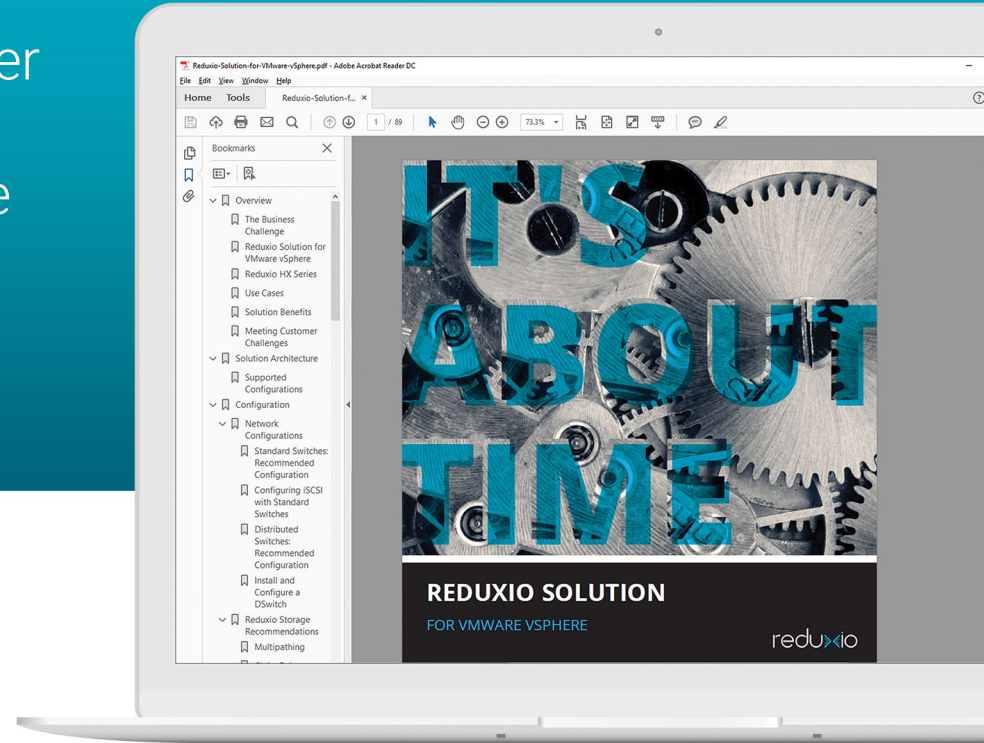 er
e
Reduxio-Solution-for-VMware-vSphere.pdf - Adobe Acrobat Reader DC
File Edit View Window Help
Home Tools Reduxio-Solution-f... ×
1 / 89 73.3%
Bookmarks
Overview
The Business
Challenge
Reduxio Solution for
VMware vSphere
Reduxio HX Series
Use Cases
Solution Benefits
Meeting Customer
Challenges
Solution Architecture
Supported
Configurations
Configuration
Network
Configurations
Standard Switches:
Recommended
Configuration
Configuring iSCSI
with Standard
Switches
Distributed
Switches:
Recommended
Configuration
Install and
Configure a
DSwitch
Reduxio Storage
Recommendations
Multipathing
IT'S
ABOUT
TIME
REDUXIO SOLUTION
FOR VMWARE VSPHERE
reduxio